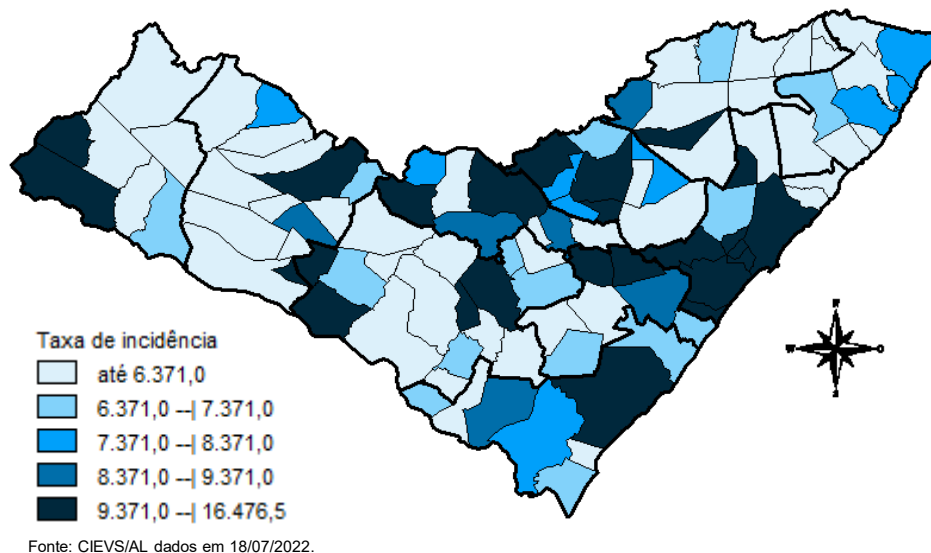 N
W O
S
Taxa de incidência
até 6.371,0
6.371,0 --| 7.371,0
7.371,0 --| 8.371,0
8.371,0 --| 9.371,0
9.371,0 --| 16.476,5
Fonte: CIEVS/AL dados em 18/07/2022.